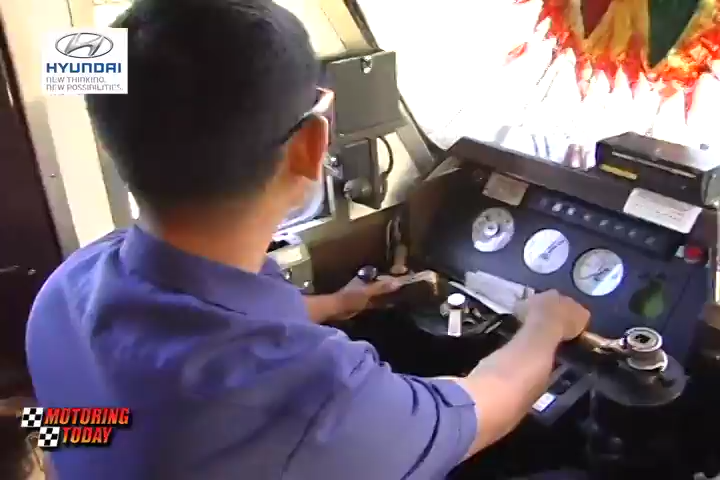 HYUNDAI
NEW THINKING.
NEW POSSIBILITIES.
MOTORING
TODAY